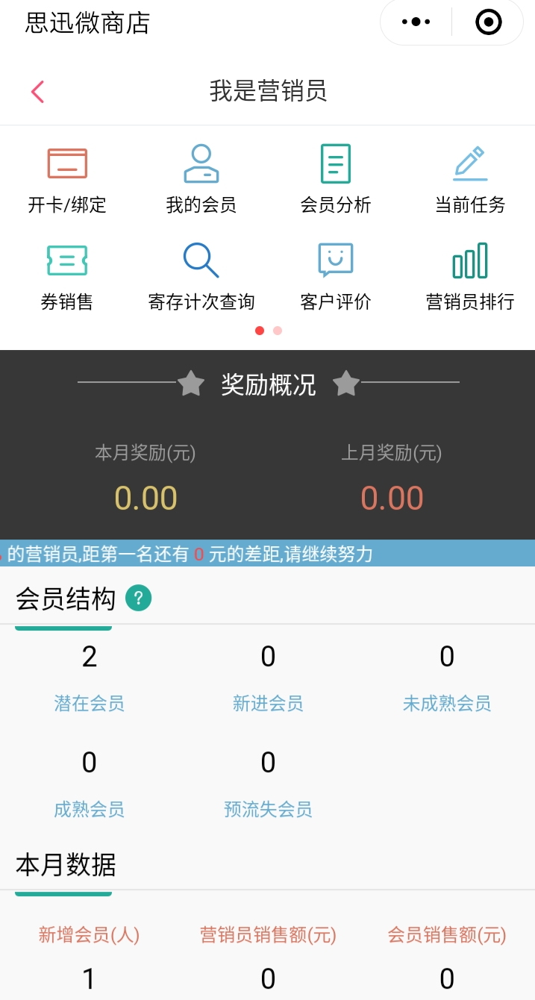 思迅微商店
我是营销员
开卡/绑定 我的会员 会员分析 当前任务
券销售 寄存计次查询 客户评价 营销员排行
奖励概况
本月奖励(元) 上月奖励(元)
0.00 0.00
的营销员,距第一名还有 0 元的差距,请继续努力
会员结构 ?
2 0 0
潜在会员 新进会员 未成熟会员
0 0
成熟会员 预流失会员
本月数据
新增会员(人) 营销员销售额(元) 会员销售额(元)
1 0 0